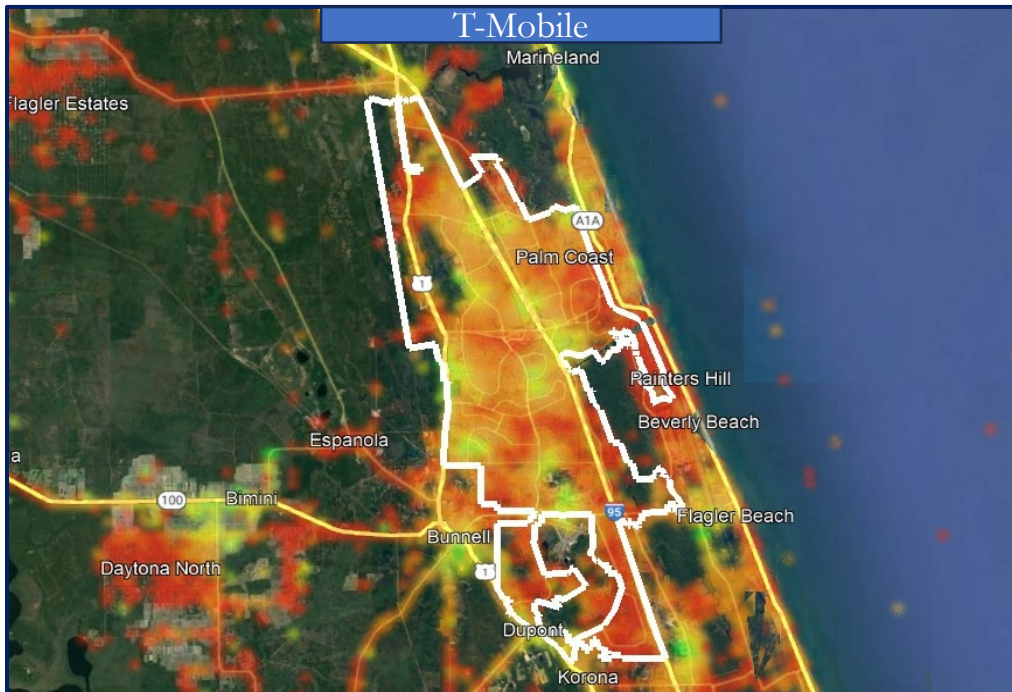 T-Mobile
Marineland
Flagler Estates
A1A
Palm Coast
1
Painters Hill
Beverly Beach
Espanola
a
100
Bimini
95
Flagler Beach
Bunnell
1
Daytona North
Dupont
Korona